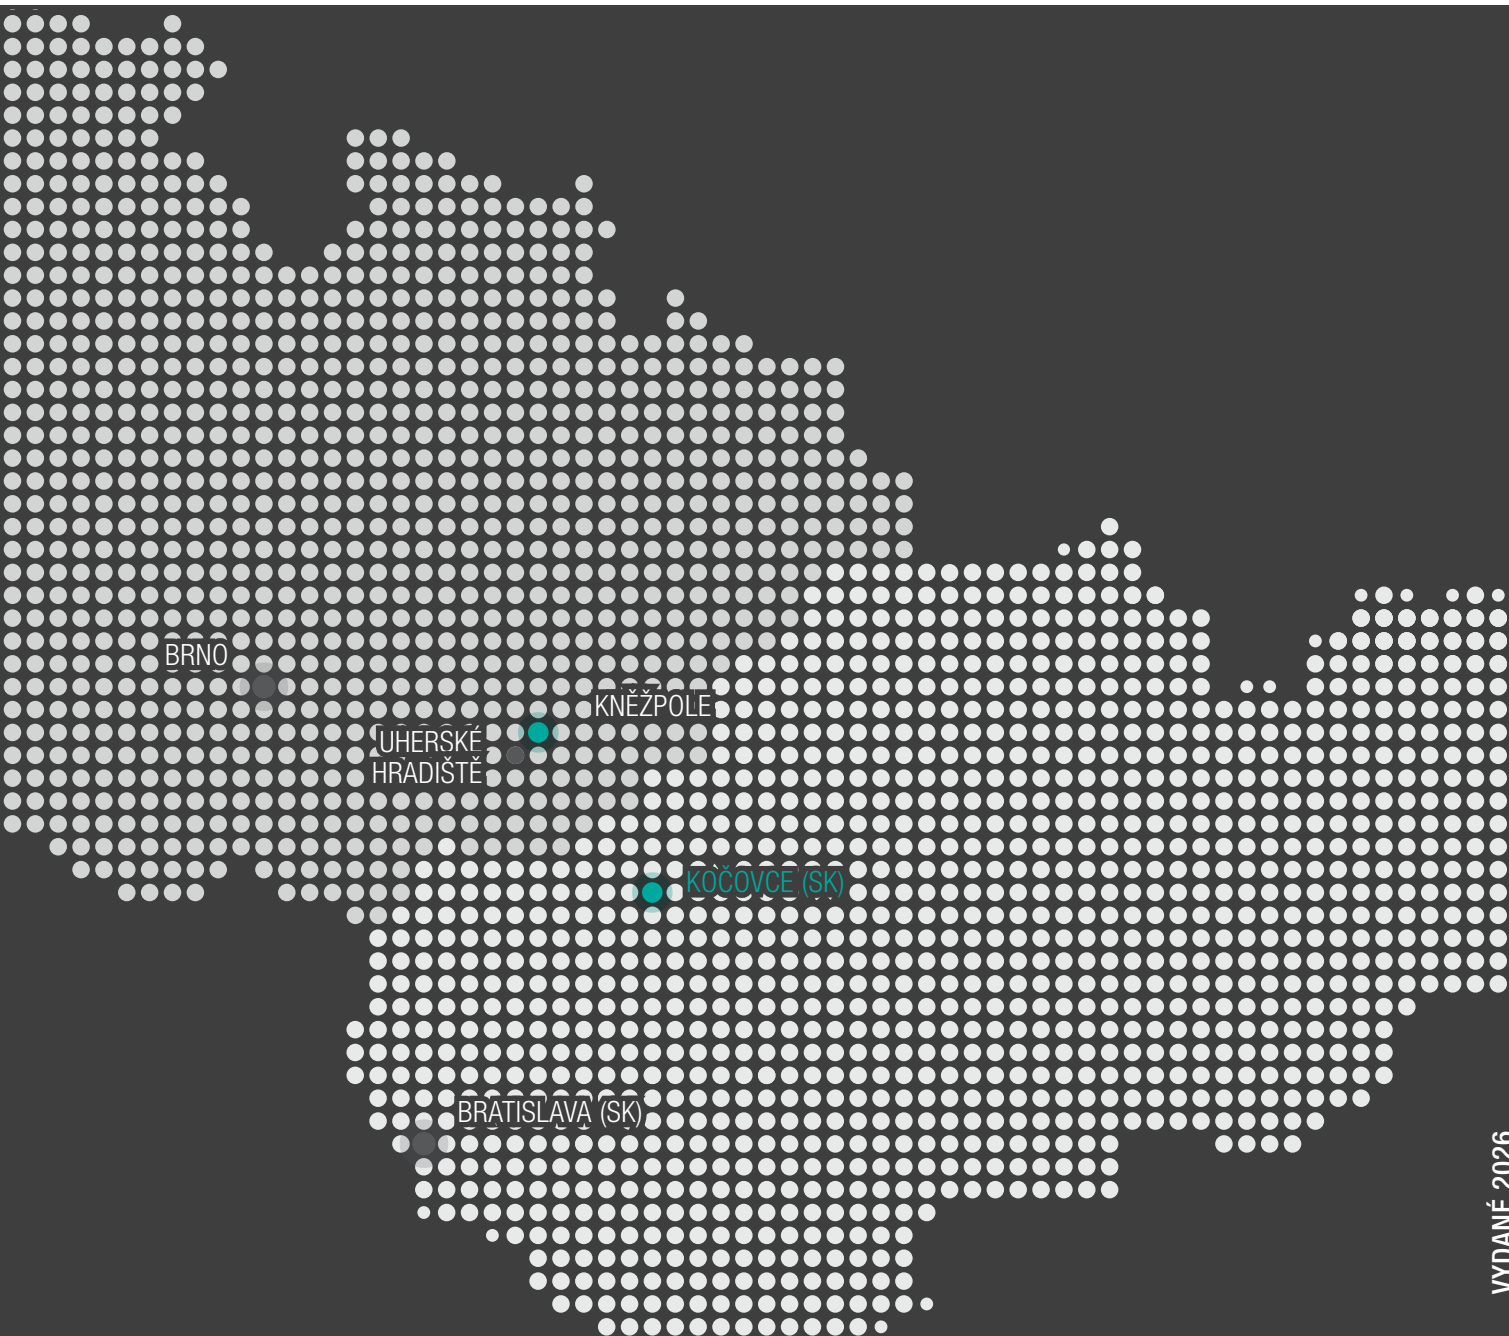 BRNO
KNĚŽPOLE
UHERSKÉ
HRADIŠTĚ
KOČOVCE (SK)
BRATISLAVA (SK)
VYDANÉ 2026